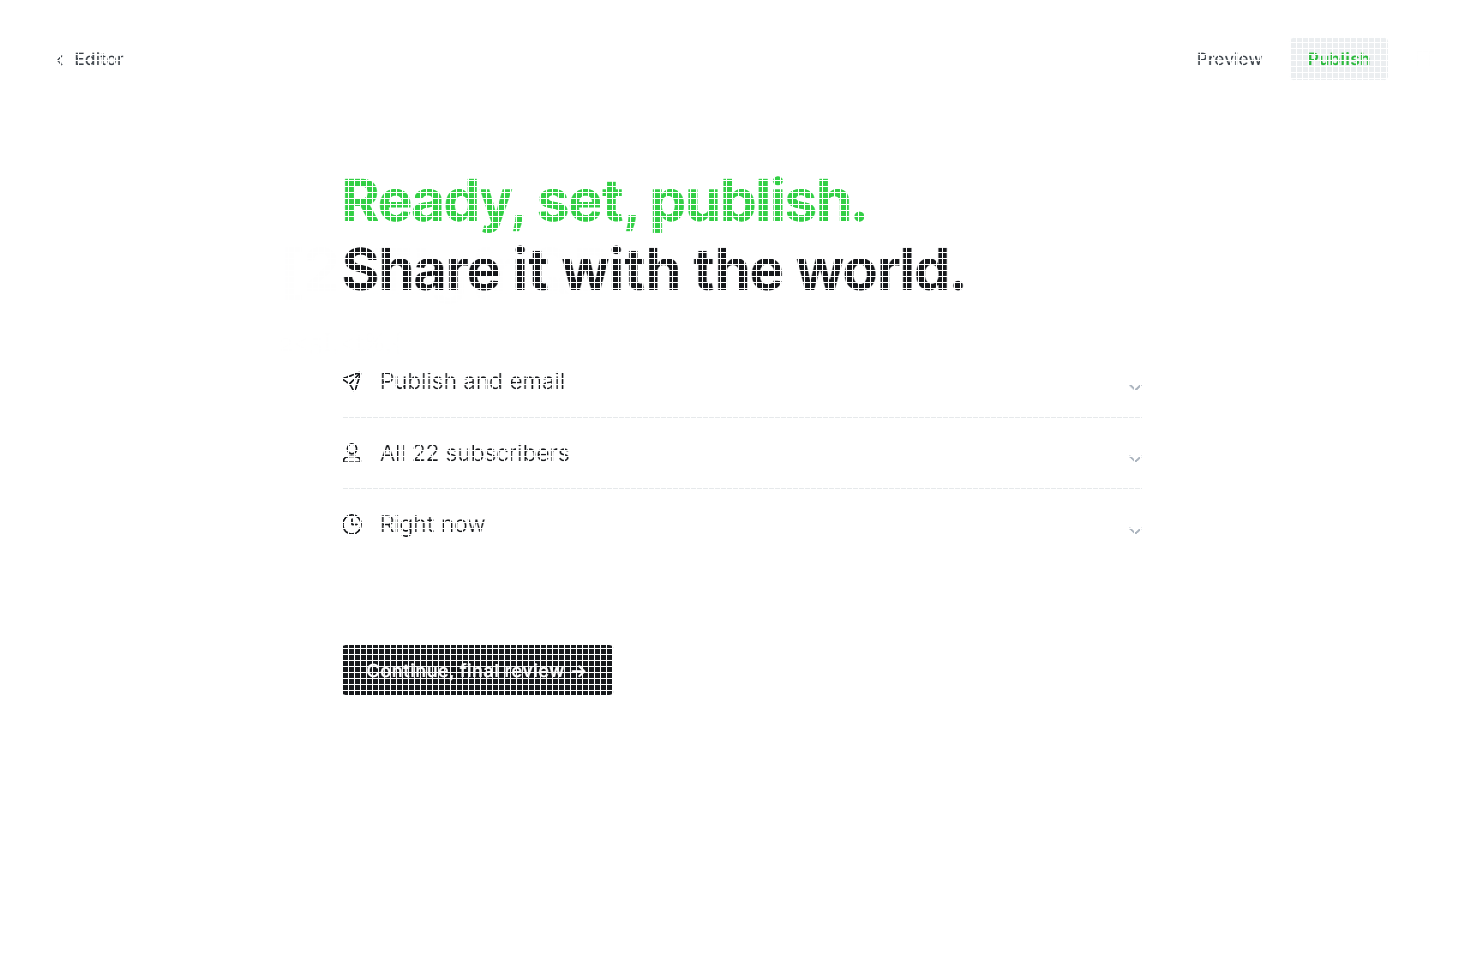 Editor
Preview
Publish
Ready, set, publish.
Share it with the world.
Publish and email
All 22 subscribers
Right now
Continue, final review →